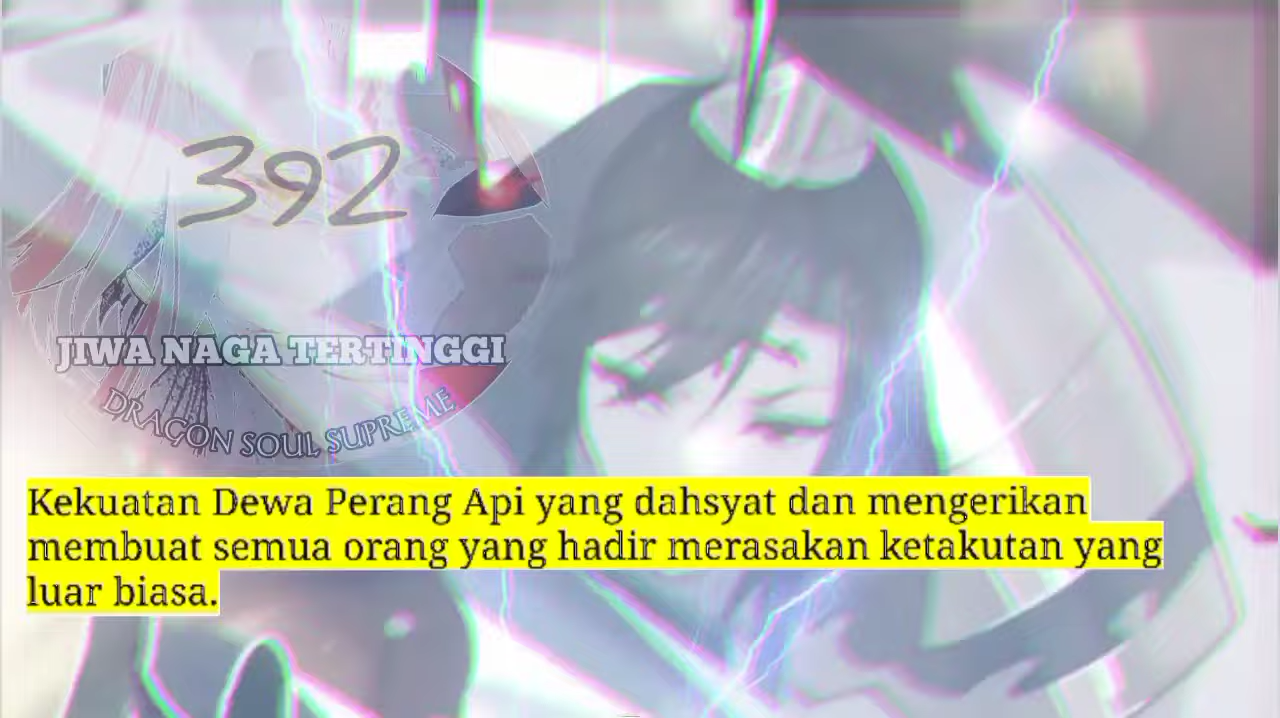 392
JIWA NAGA TERTINGGI
DRAGON SOUL SUPREME
Kekuatan Dewa Perang Api yang dahsyat dan mengerikan
membuat semua orang yang hadir merasakan ketakutan yang
luar biasa.